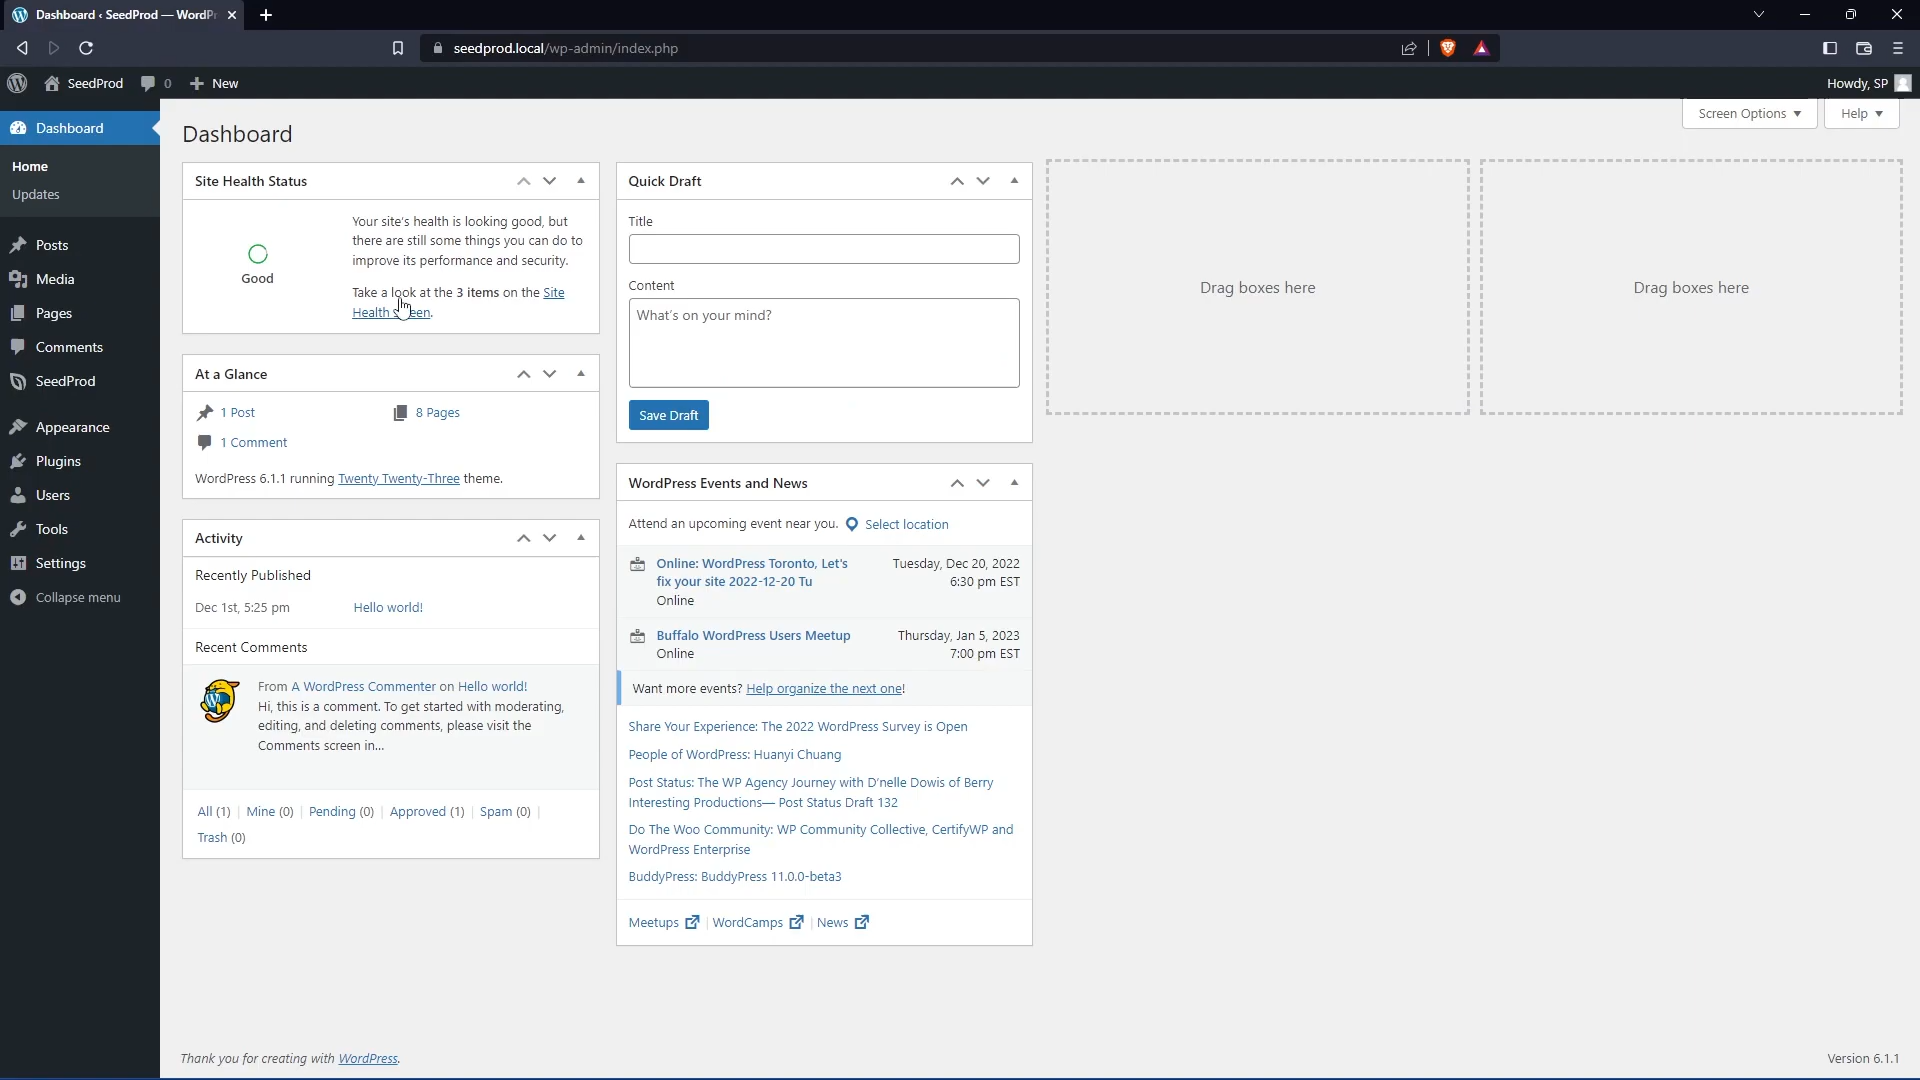 Dashboard ‹ SeedProd — WordPr
seedprod.local/wp-admin/index.php
SeedProd 0 New Howdy, SP
Dashboard
Home
Updates
Posts
Media
Pages
Comments
SeedProd
Appearance
Plugins
Users
Tools
Settings
Collapse menu
Screen Options Help
Dashboard
Site Health Status
Good
Your site's health is looking good, but
there are still some things you can do to
improve its performance and security.
Take a look at the 3 items on the Site
Health
At a Glance
1 Post 8 Pages
1 Comment
WordPress 6.1.1 running Twenty Twenty-Three theme.
Activity
Recently Published
Dec 1st, 5:25 pm Hello world!
Recent Comments
From A WordPress Commenter on Hello world!
Hi, this is a comment. To get started with moderating,
editing, and deleting comments, please visit the
Comments screen in...
All (1) | Mine (0) | Pending (0) | Approved (1) | Spam (0) |
Trash (0)
Quick Draft
Title
Content
What's on your mind?
Save Draft
WordPress Events and News
Attend an upcoming event near you. Select location
Online: WordPress Toronto, Let's Tuesday, Dec 20, 2022
fix your site 2022-12-20 Tu 6:30 pm EST
Online
Buffalo WordPress Users Meetup Thursday, Jan 5, 2023
Online 7:00 pm EST
Want more events? Help organize the next one!
Share Your Experience: The 2022 WordPress Survey is Open
People of WordPress: Huanyi Chuang
Post Status: The WP Agency Journey with D'nelle Dowis of Berry
Interesting Productions— Post Status Draft 132
Do The Woo Community: WP Community Collective, CertifyWP and
WordPress Enterprise
BuddyPress: BuddyPress 11.0.0-beta3
Meetups | WordCamps | News
Drag boxes here
Drag boxes here
Thank you for creating with WordPress.
Version 6.1.1